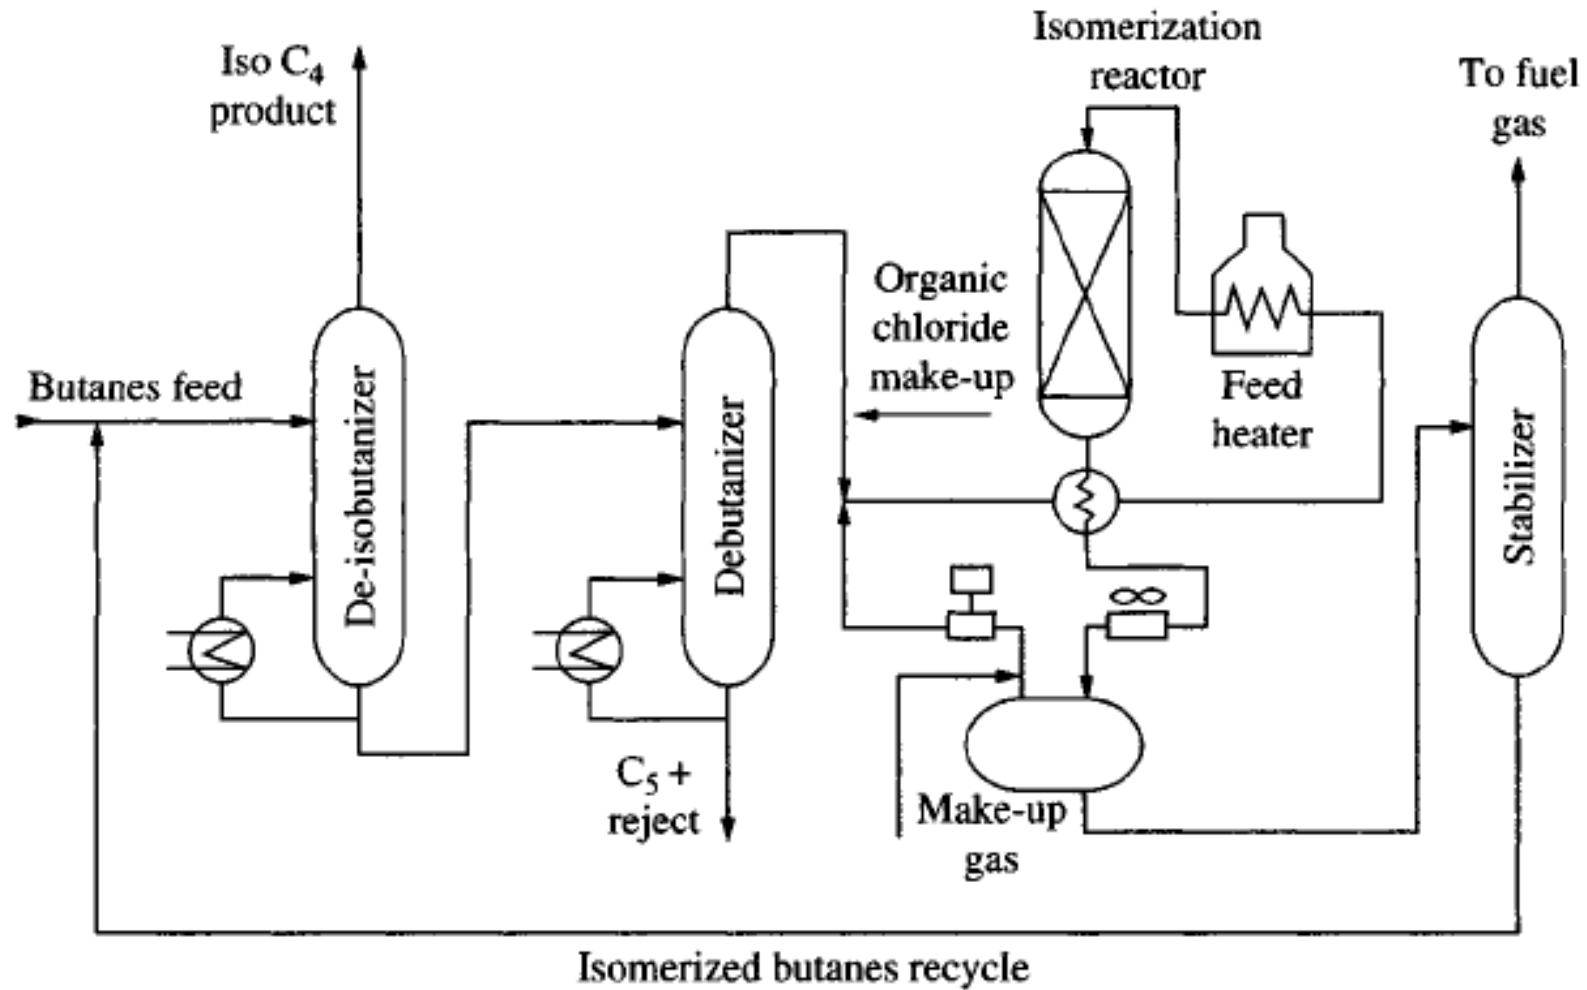 Isomerization
reactor
Iso C₄
product
To fuel
gas
Organic
chloride
make-up
Butanes feed
Feed
heater
De-isobutanizer
Debutanizer
Stabilizer
C₅ +
reject
Make-up
gas
Isomerized butanes recycle